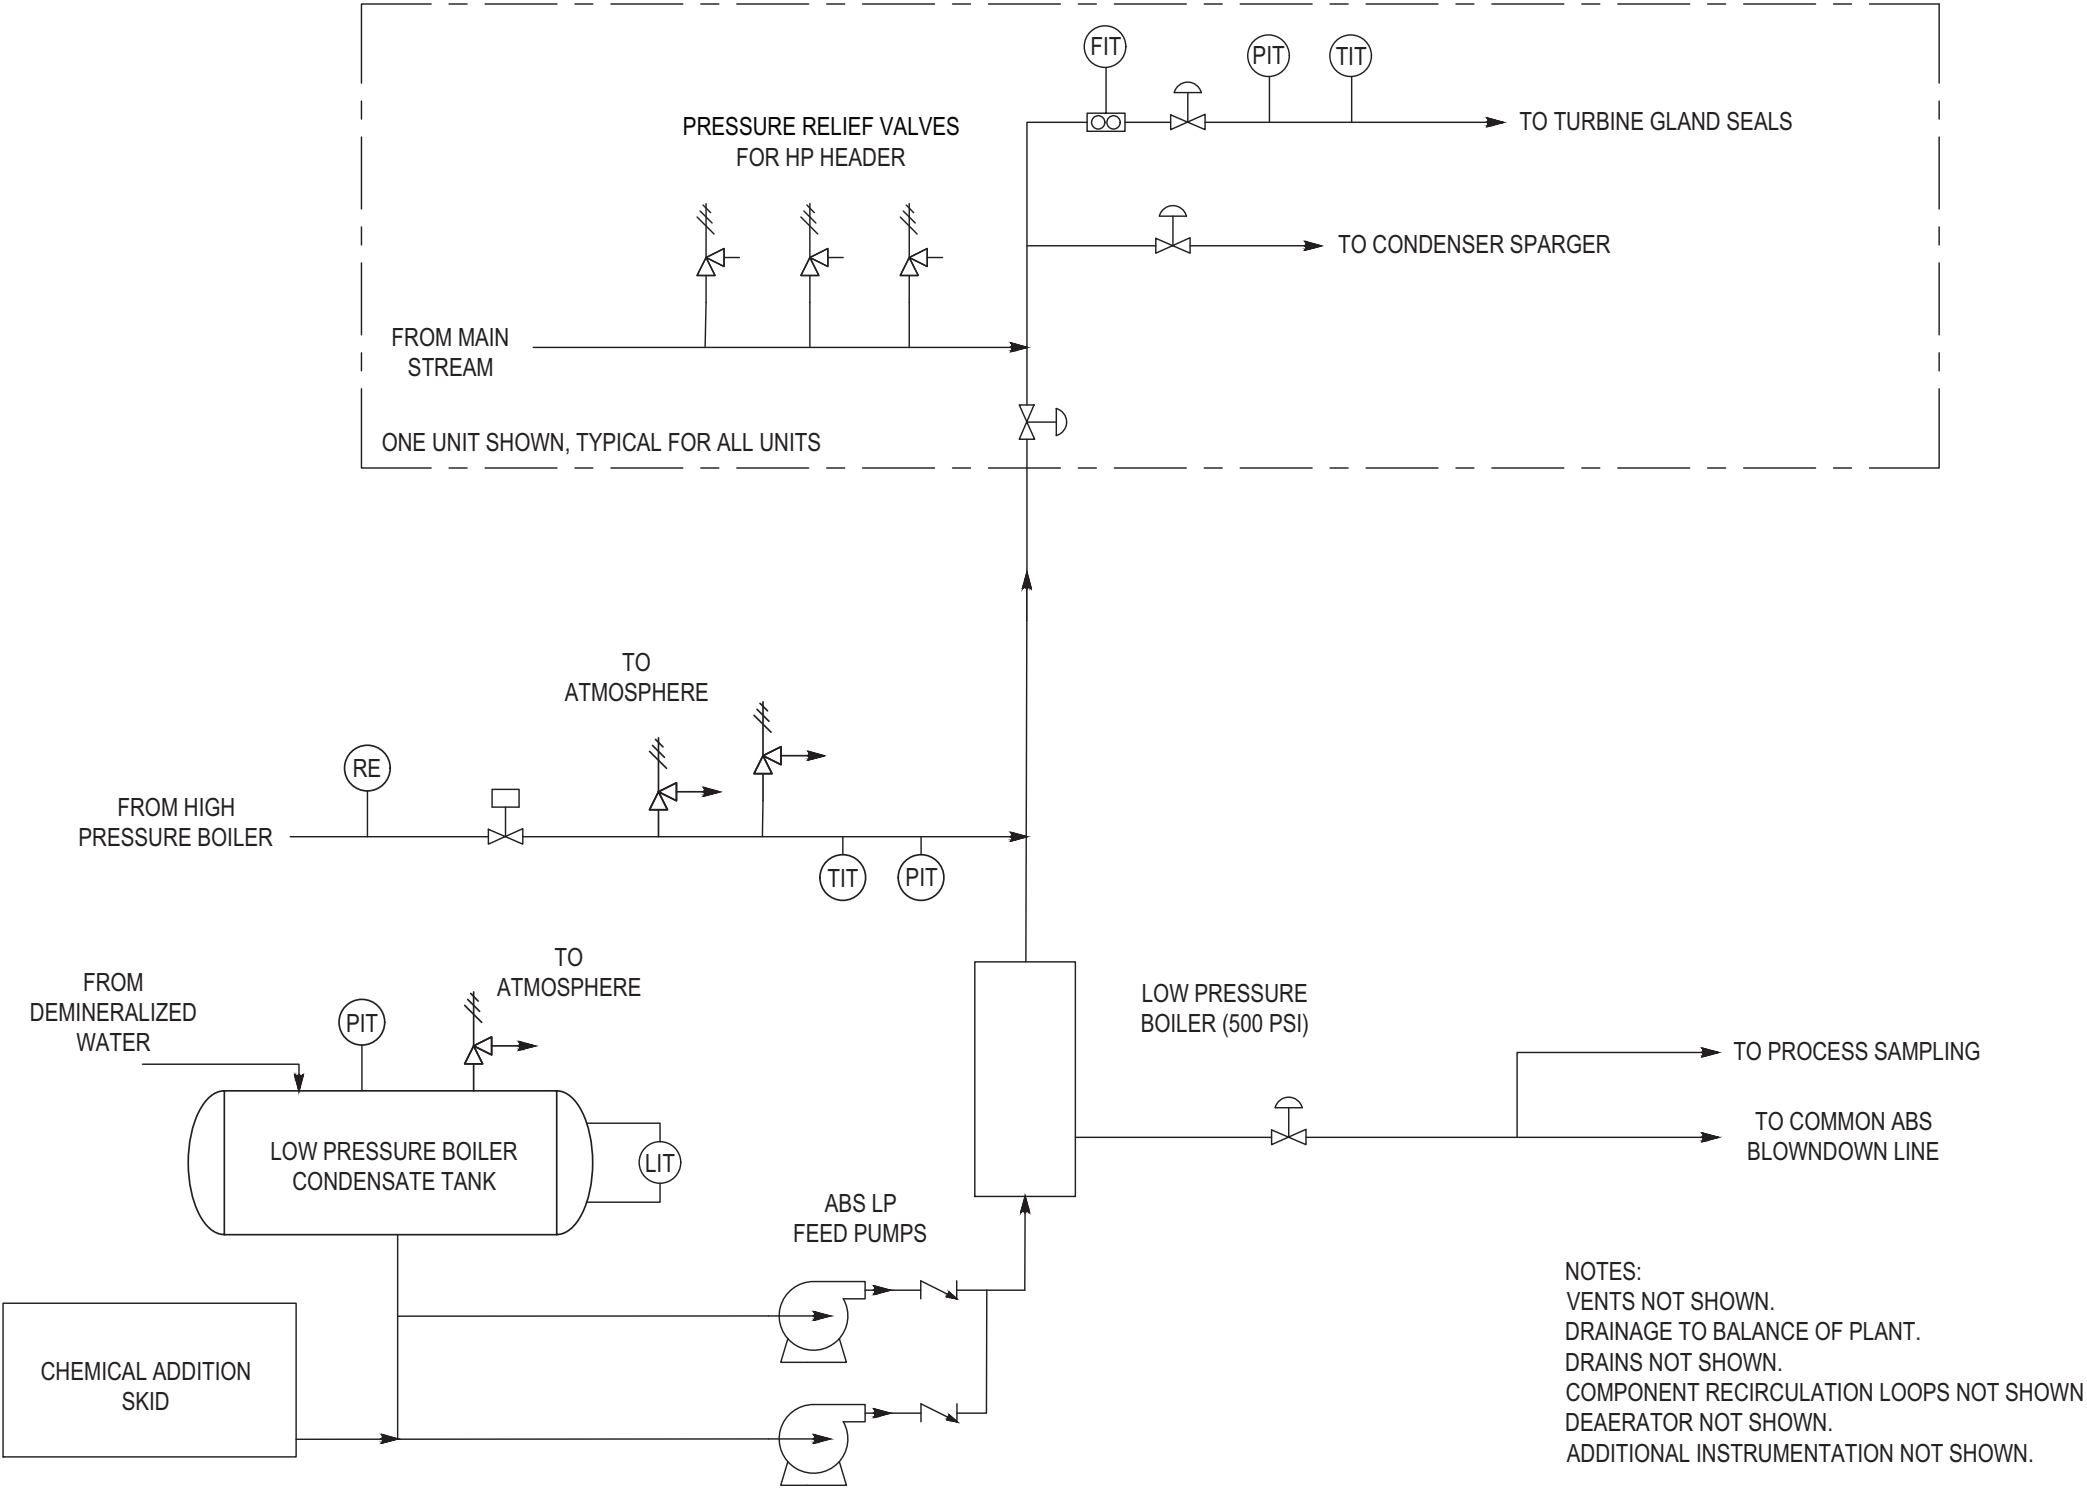 FIT
PIT
TIT
TO TURBINE GLAND SEALS
PRESSURE RELIEF VALVES
FOR HP HEADER
TO CONDENSER SPARGER
FROM MAIN
STREAM
ONE UNIT SHOWN, TYPICAL FOR ALL UNITS
TO
ATMOSPHERE
RE
FROM HIGH
PRESSURE BOILER
TIT
PIT
TO
ATMOSPHERE
FROM
DEMINERALIZED
WATER
PIT
LOW PRESSURE
BOILER (500 PSI)
TO PROCESS SAMPLING
TO COMMON ABS
BLOWNDOWN LINE
LOW PRESSURE BOILER
CONDENSATE TANK
LIT
ABS LP
FEED PUMPS
CHEMICAL ADDITION
SKID
NOTES:
VENTS NOT SHOWN.
DRAINAGE TO BALANCE OF PLANT.
DRAINS NOT SHOWN.
COMPONENT RECIRCULATION LOOPS NOT SHOWN
DEAERATOR NOT SHOWN.
ADDITIONAL INSTRUMENTATION NOT SHOWN.